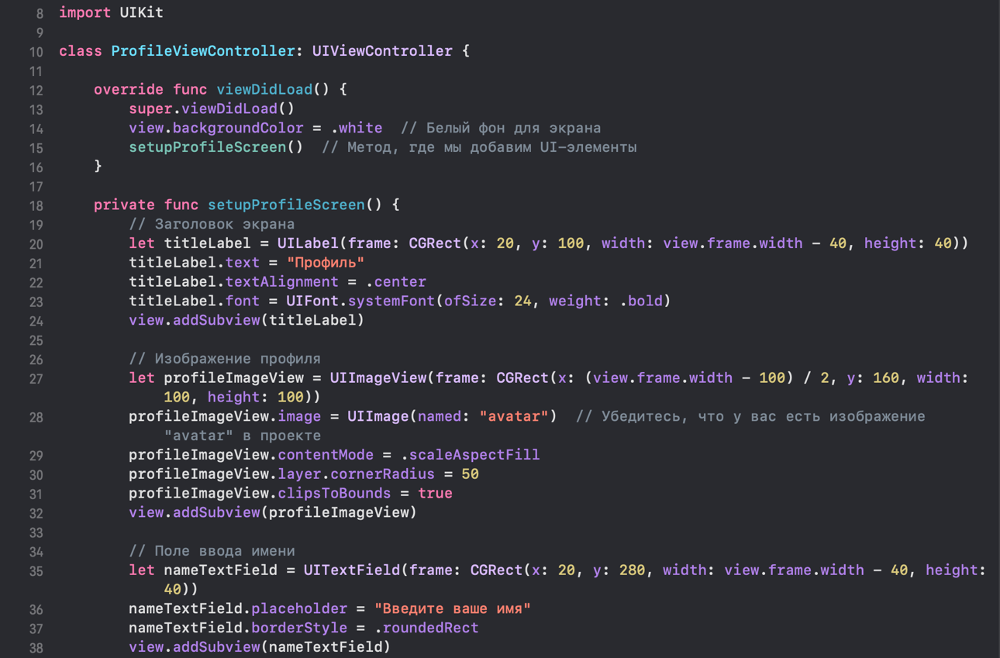 8 import UIKit
9
10 class ProfileViewController: UIViewController {
11
12     override func viewDidLoad() {
13         super.viewDidLoad()
14         view.backgroundColor = .white  // Белый фон для экрана
15         setupProfileScreen()  // Метод, где мы добавим UI-элементы
16     }
17
18     private func setupProfileScreen() {
19         // Заголовок экрана
20         let titleLabel = UILabel(frame: CGRect(x: 20, y: 100, width: view.frame.width - 40, height: 40))
21         titleLabel.text = "Профиль"
22         titleLabel.textAlignment = .center
23         titleLabel.font = UIFont.systemFont(ofSize: 24, weight: .bold)
24         view.addSubview(titleLabel)
25
26         // Изображение профиля
27         let profileImageView = UIImageView(frame: CGRect(x: (view.frame.width - 100) / 2, y: 160, width:
            100, height: 100))
28         profileImageView.image = UIImage(named: "avatar")  // Убедитесь, что у вас есть изображение
            "avatar" в проекте
29         profileImageView.contentMode = .scaleAspectFill
30         profileImageView.layer.cornerRadius = 50
31         profileImageView.clipsToBounds = true
32         view.addSubview(profileImageView)
33
34         // Поле ввода имени
35         let nameTextField = UITextField(frame: CGRect(x: 20, y: 280, width: view.frame.width - 40, height:
            40))
36         nameTextField.placeholder = "Введите ваше имя"
37         nameTextField.borderStyle = .roundedRect
38         view.addSubview(nameTextField)